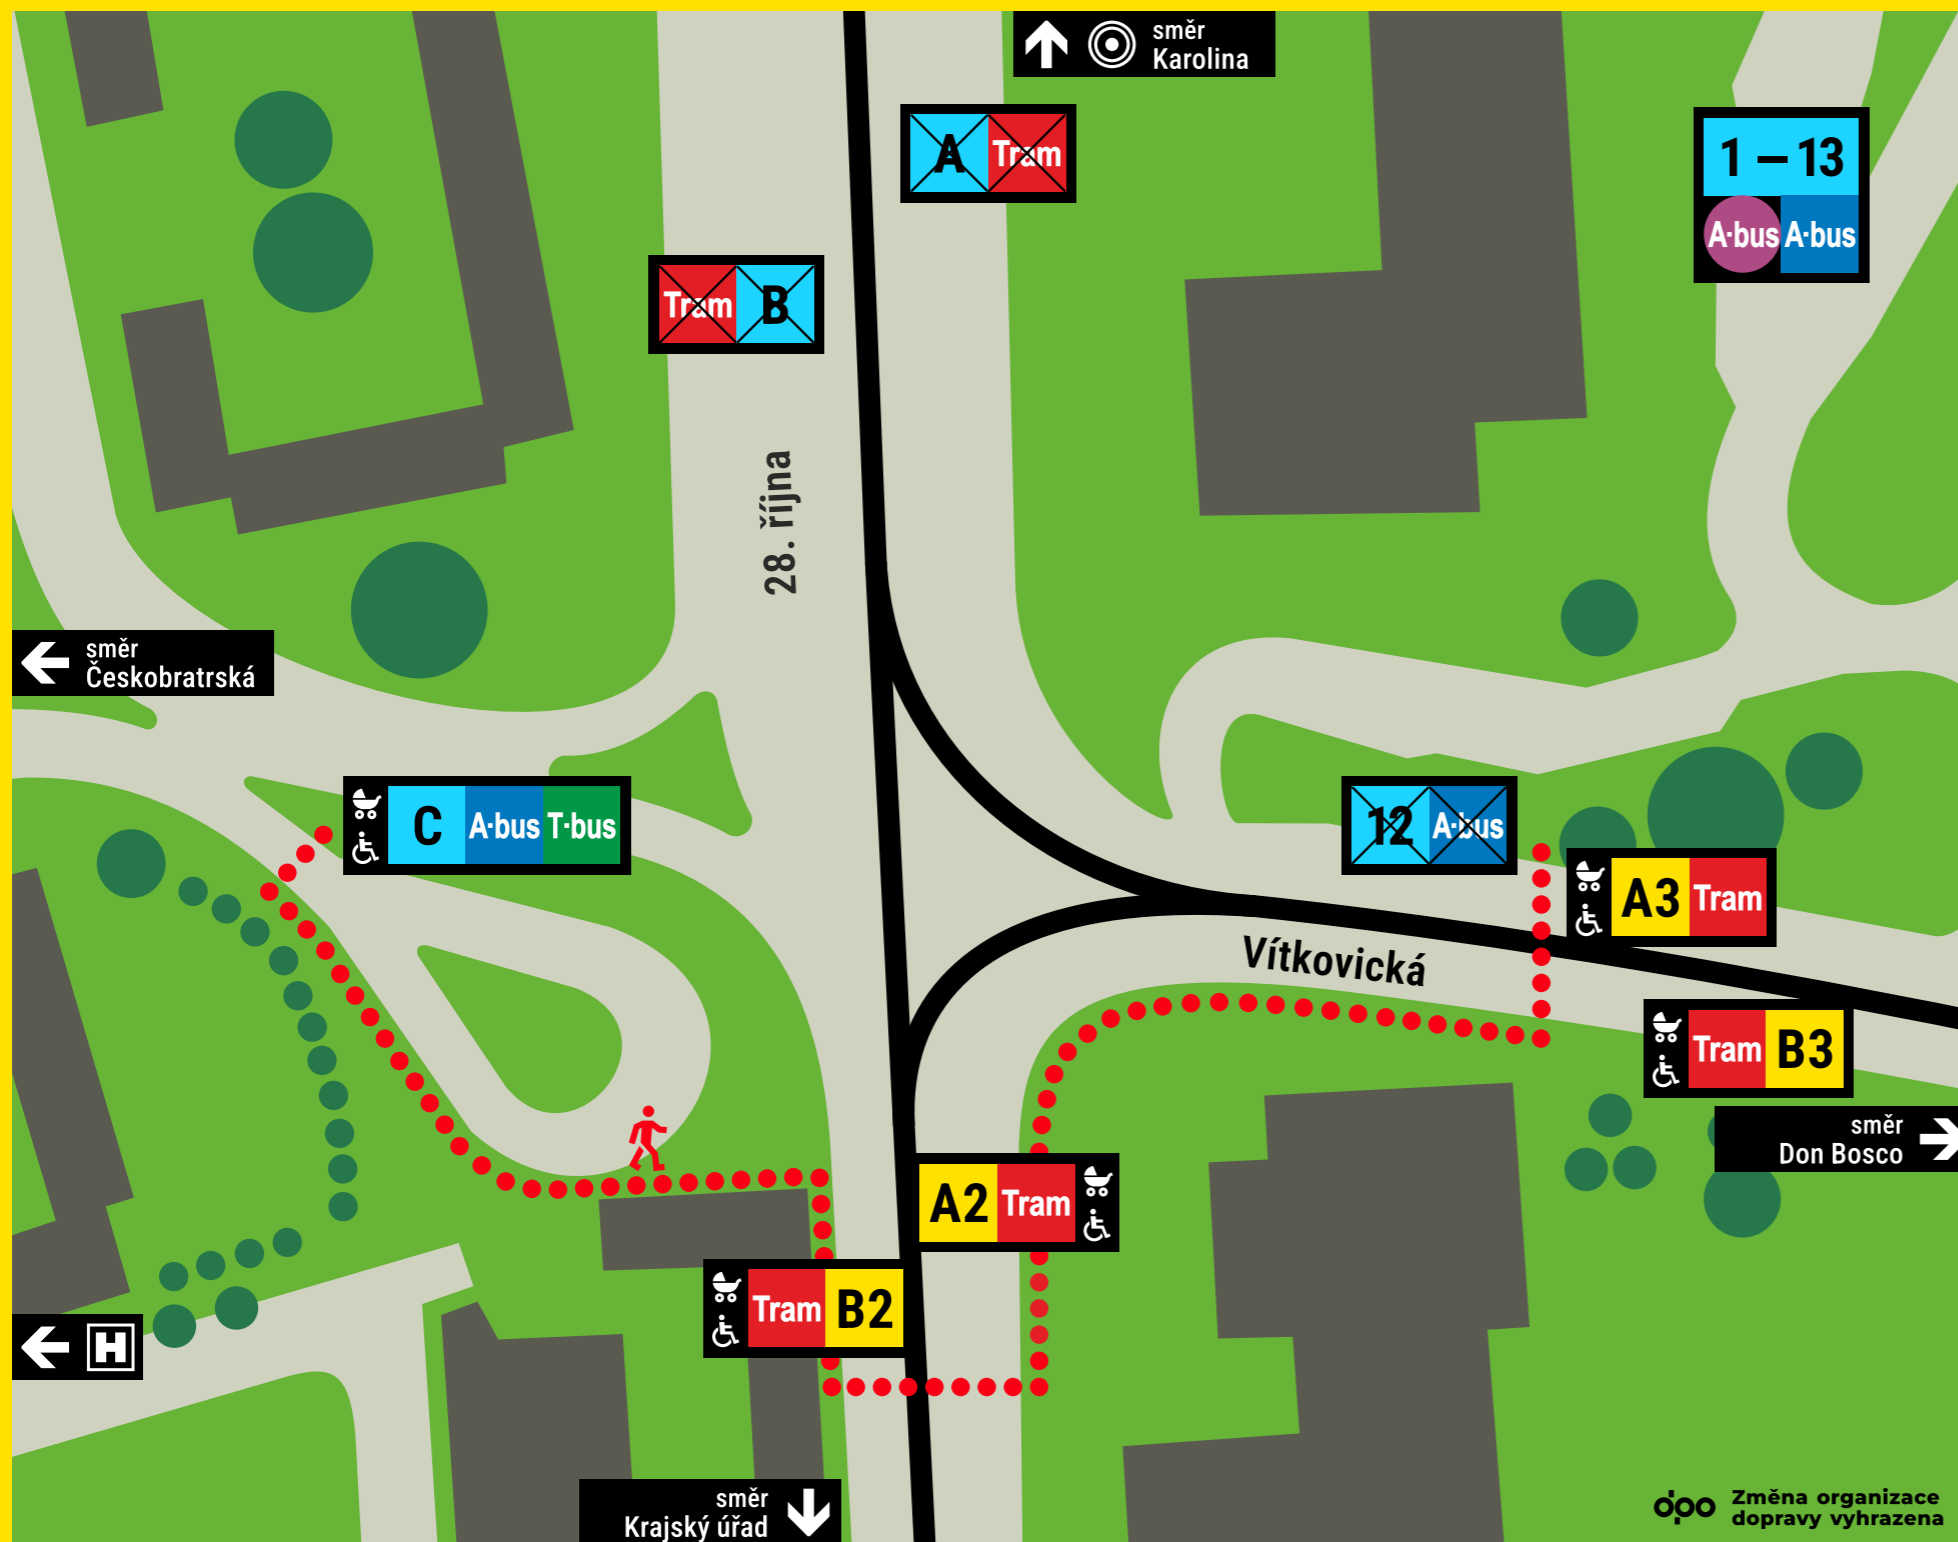 směr
Karolina
A Tram
1 – 13
A·bus A·bus
Tram B
28. října
směr
Českobratrská
C A·bus T·bus
12 A·bus
A3 Tram
Vítkovická
Tram B3
směr
Don Bosco
A2 Tram
Tram B2
H
směr
Krajský úřad
dpo Změna organizace
dopravy vyhrazena